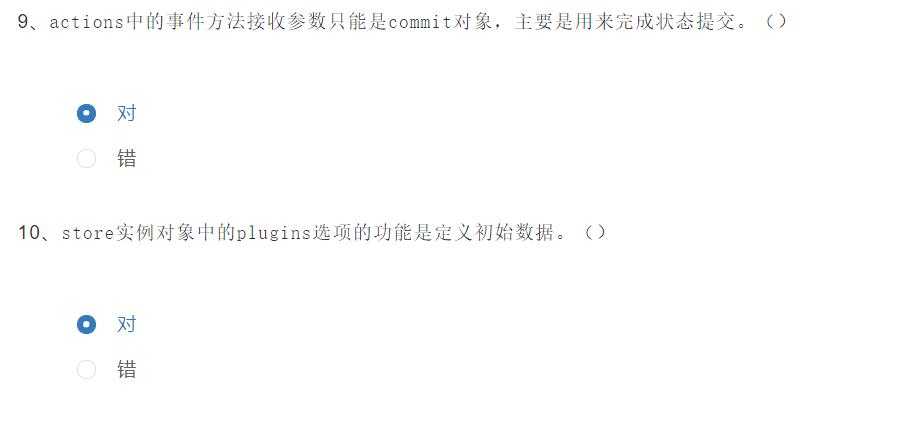 9、actions中的事件方法接收参数只能是commit对象，主要是用来完成状态提交。（）
对
错
10、store实例对象中的plugins选项的功能是定义初始数据。（）
对
错